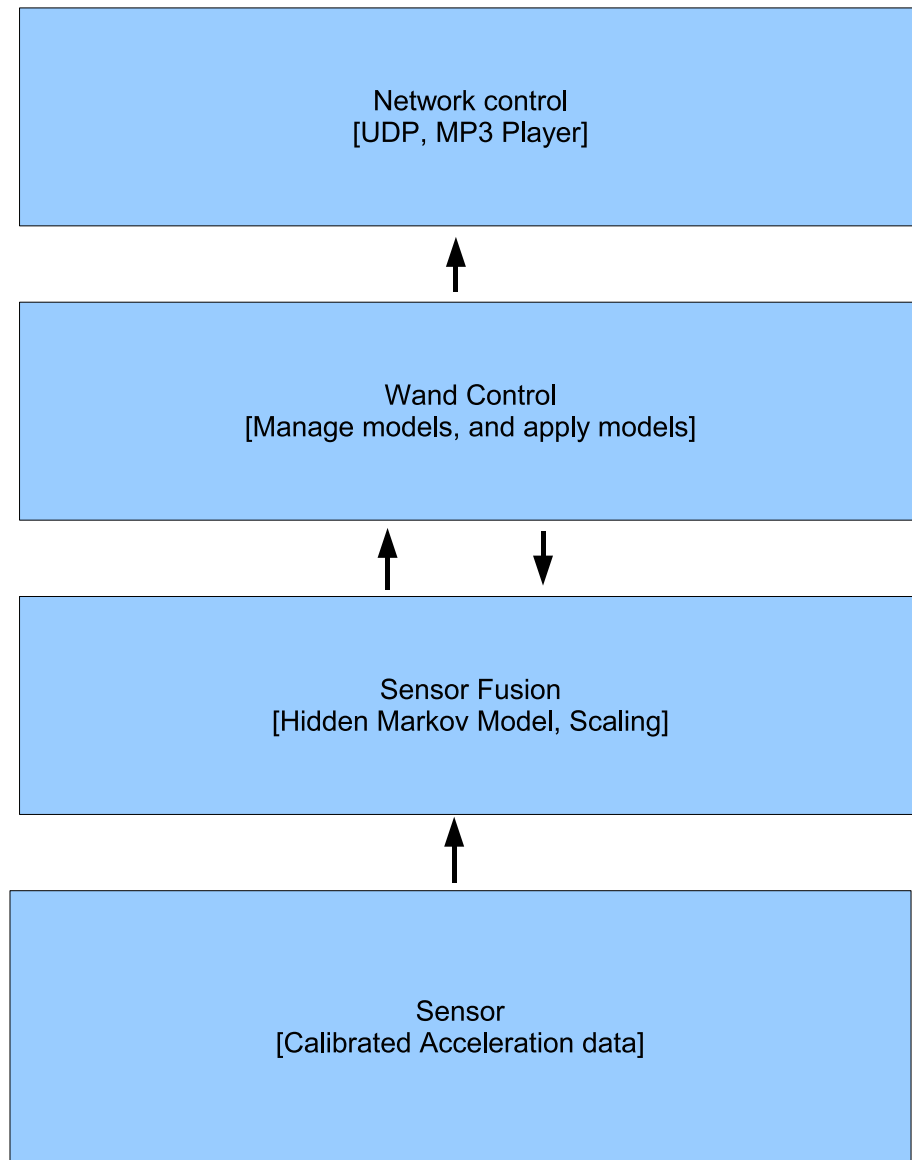 Network control
[UDP, MP3 Player]
Wand Control
[Manage models, and apply models]
Sensor Fusion
[Hidden Markov Model, Scaling]
Sensor
[Calibrated Acceleration data]